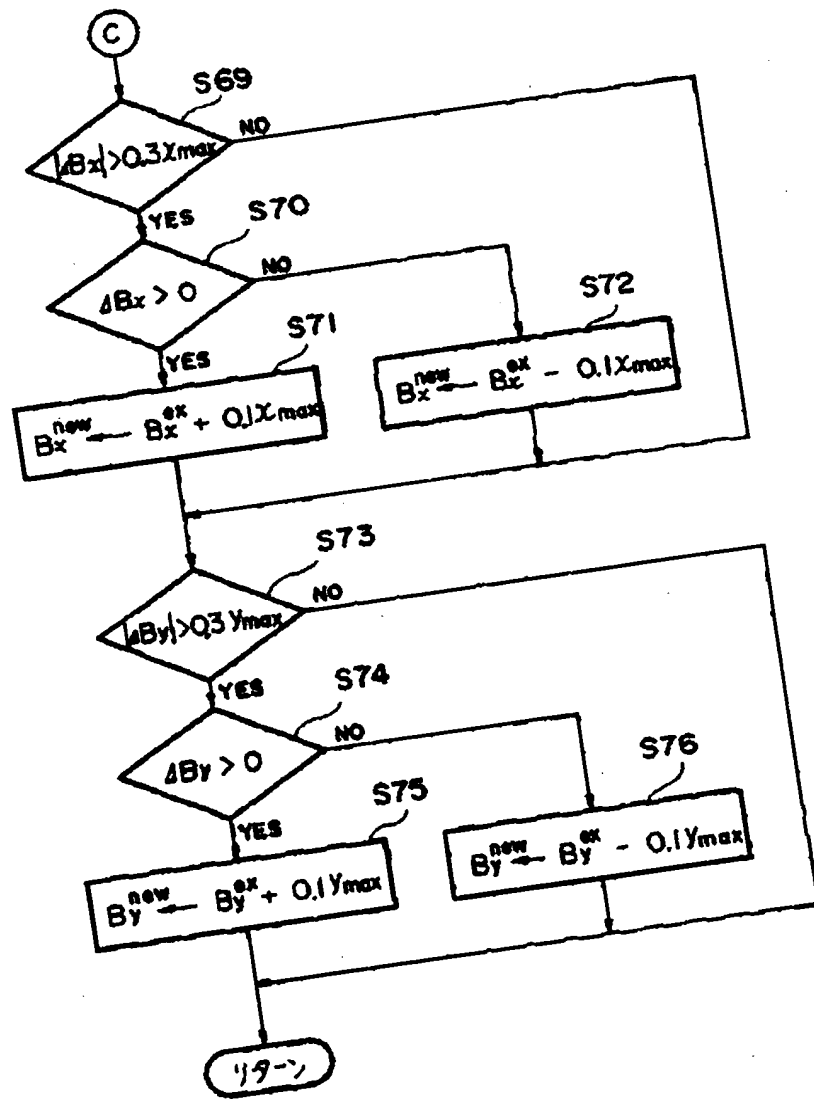 C
S69
|ΔBx|>0.3xmax
NO
YES
S70
ΔBx > 0
NO
YES
S71
Bx^new ← Bx^ex + 0.1xmax
S72
Bx^new ← Bx^ex - 0.1xmax
S73
|ΔBy|>0.3ymax
NO
YES
S74
ΔBy > 0
NO
YES
S75
By^new ← By^ex + 0.1ymax
S76
By^new ← By^ex - 0.1ymax
リターン